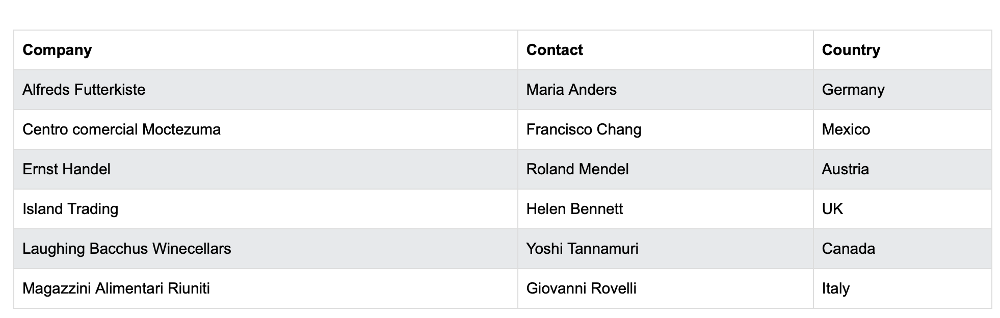 Company Contact Country
Alfreds Futterkiste Maria Anders Germany
Centro comercial Moctezuma Francisco Chang Mexico
Ernst Handel Roland Mendel Austria
Island Trading Helen Bennett UK
Laughing Bacchus Winecellars Yoshi Tannamuri Canada
Magazzini Alimentari Riuniti Giovanni Rovelli Italy